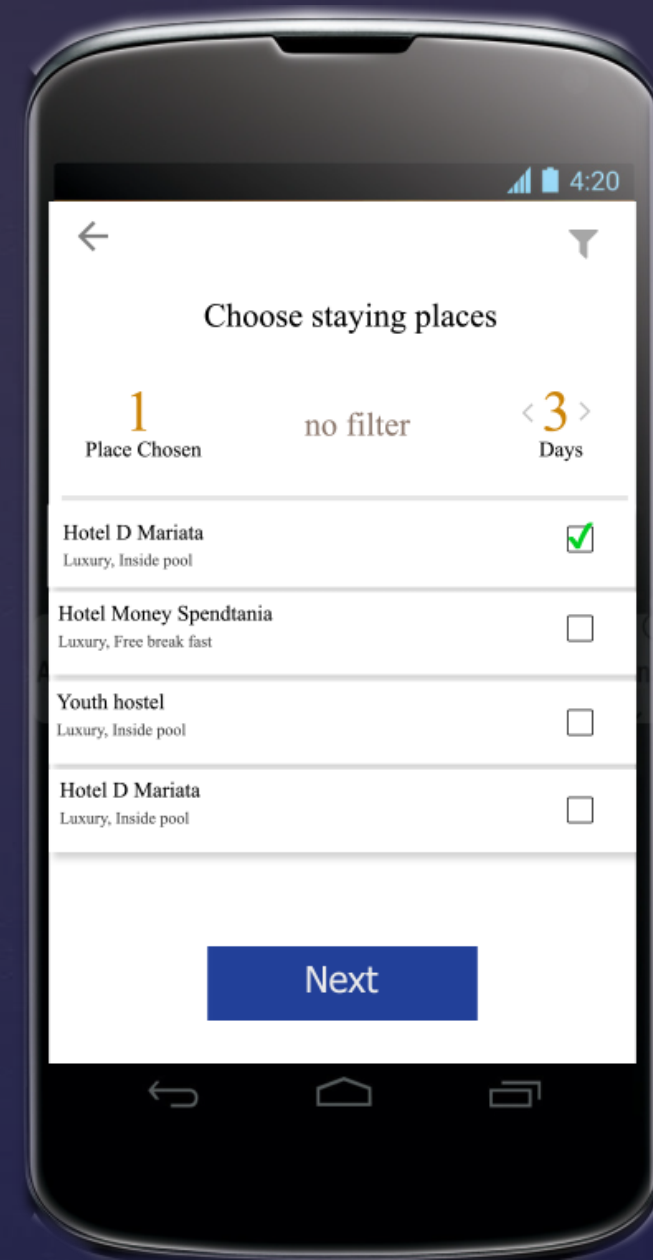 4:20
Choose staying places
1
Place Chosen
no filter
< 3 >
Days
Hotel D Mariata
Luxury, Inside pool
Hotel Money Spendtania
Luxury, Free break fast
Youth hostel
Luxury, Inside pool
Hotel D Mariata
Luxury, Inside pool
Next